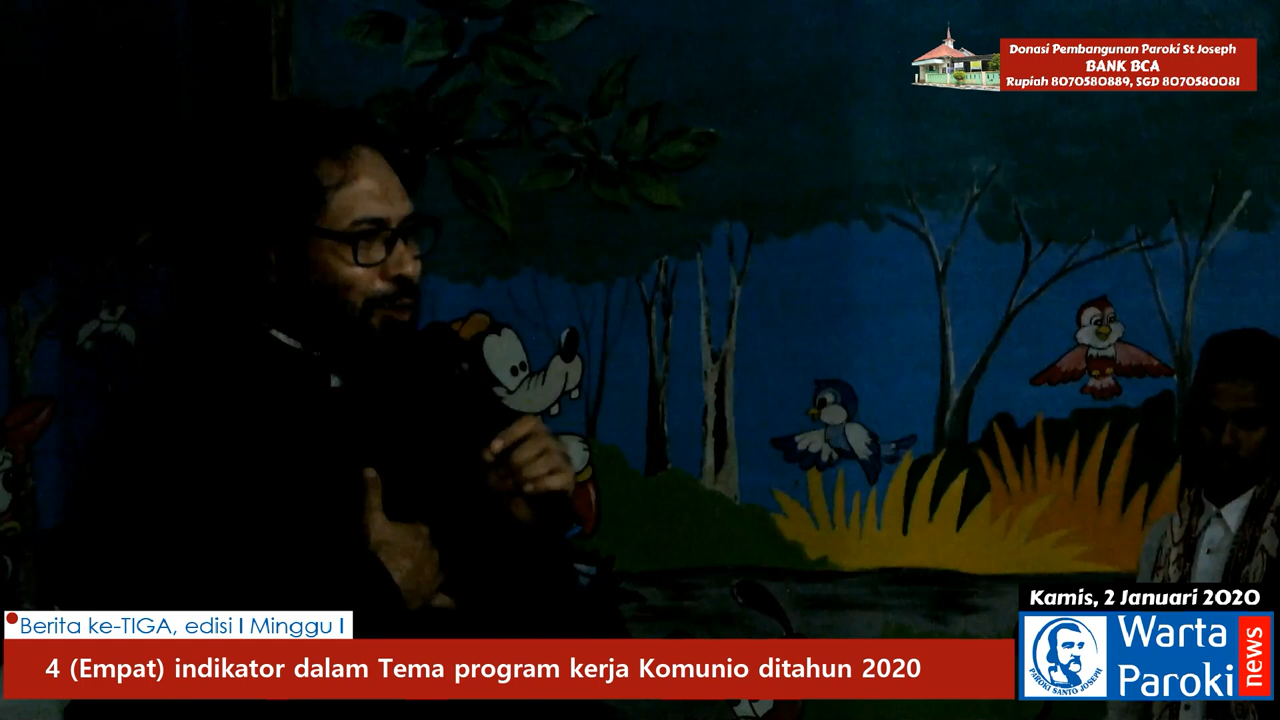 Donasi Pembangunan Paroki St Joseph
BANK BCA
Rupiah 8070580889, SGD 8070580081
Kamis, 2 Januari 2020
Berita ke-TIGA, edisi I Minggu I
4 (Empat) indikator dalam Tema program kerja Komunio ditahun 2020
Warta
Paroki
news
PAROKI SANTO JOSEPH